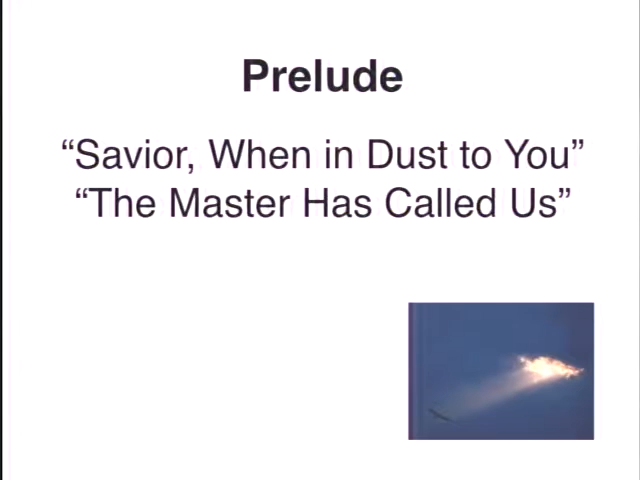 Prelude
“Savior, When in Dust to You”
“The Master Has Called Us”